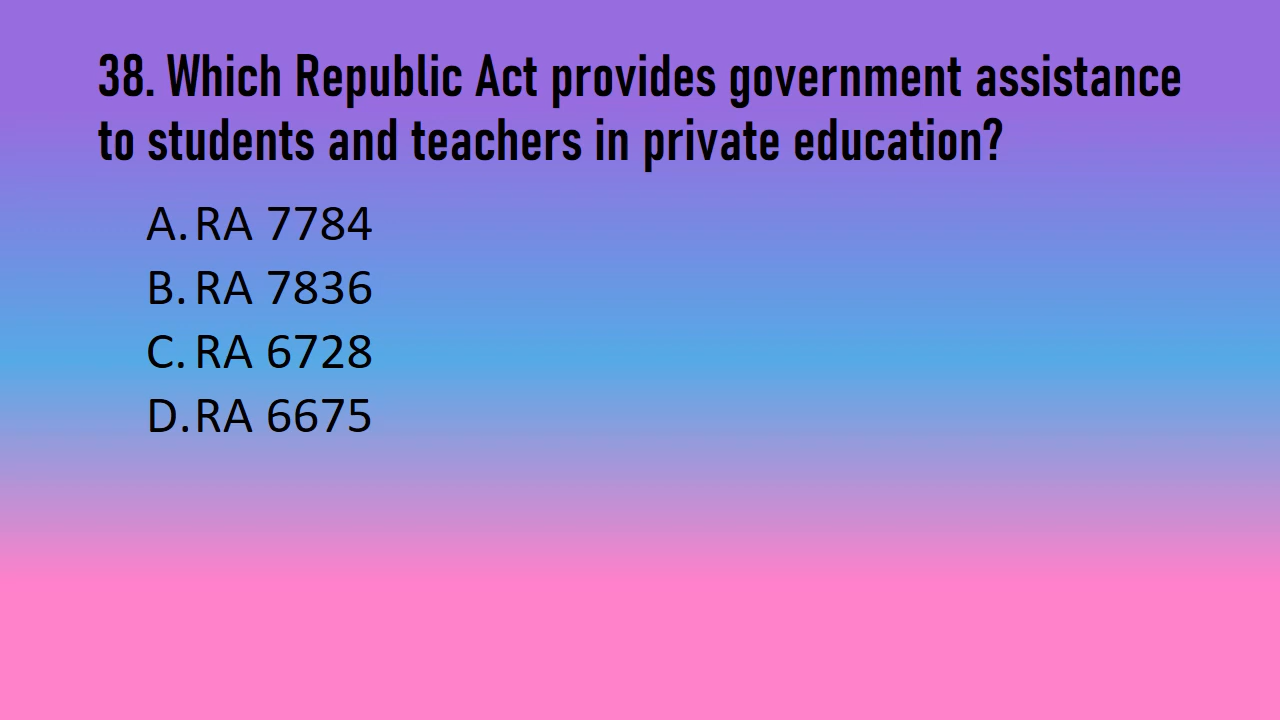 38. Which Republic Act provides government assistance
to students and teachers in private education?
A. RA 7784
B. RA 7836
C. RA 6728
D. RA 6675